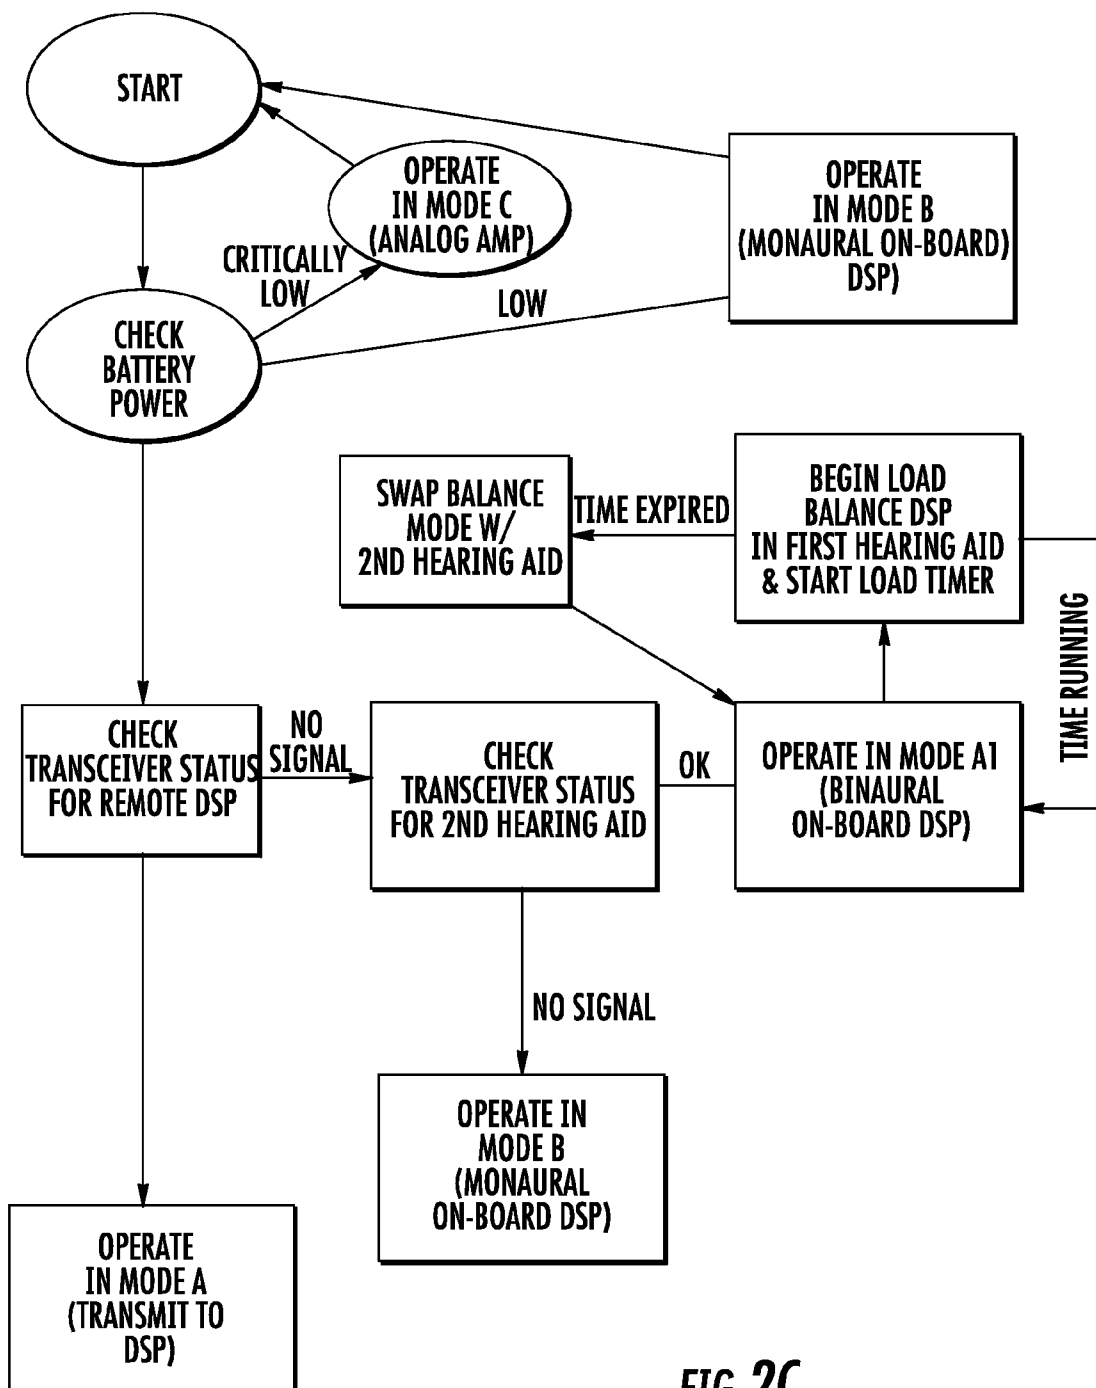 START
OPERATE
IN MODE C
(ANALOG AMP)
OPERATE
IN MODE B
(MONAURAL ON-BOARD)
DSP)
CRITICALLY
LOW
LOW
CHECK
BATTERY
POWER
SWAP BALANCE
MODE W/
2ND HEARING AID
TIME EXPIRED
BEGIN LOAD
BALANCE DSP
IN FIRST HEARING AID
& START LOAD TIMER
TIME RUNNING
CHECK
TRANSCEIVER STATUS
FOR REMOTE DSP
NO
SIGNAL
CHECK
TRANSCEIVER STATUS
FOR 2ND HEARING AID
OK
OPERATE IN MODE A1
(BINAURAL
ON-BOARD DSP)
NO SIGNAL
OPERATE IN
MODE B
(MONAURAL
ON-BOARD DSP)
OPERATE
IN MODE A
(TRANSMIT TO
DSP)
FIG. 2C